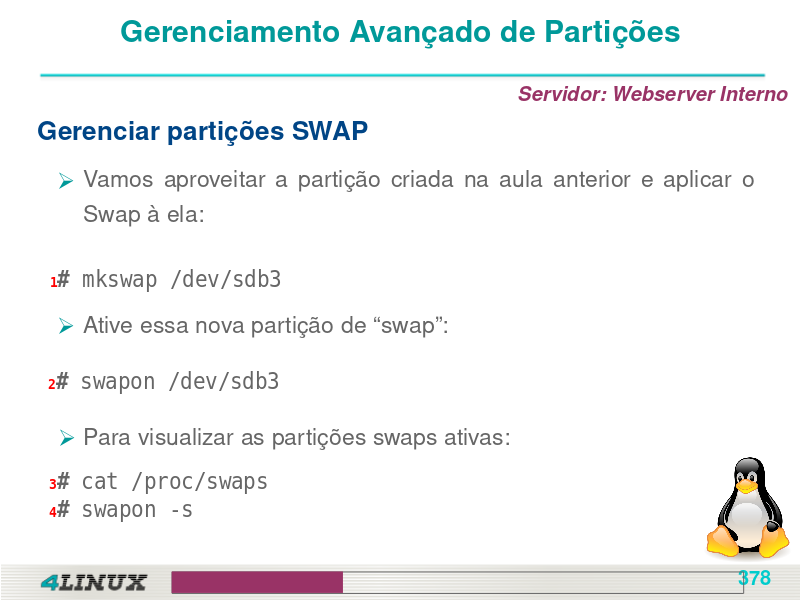 Gerenciamento Avançado de Partições
Servidor: Webserver Interno
Gerenciar partições SWAP
Vamos aproveitar a partição criada na aula anterior e aplicar o
Swap à ela:
1# mkswap /dev/sdb3
Ative essa nova partição de “swap”:
2# swapon /dev/sdb3
Para visualizar as partições swaps ativas:
3# cat /proc/swaps
4# swapon -s
4LINUX
378